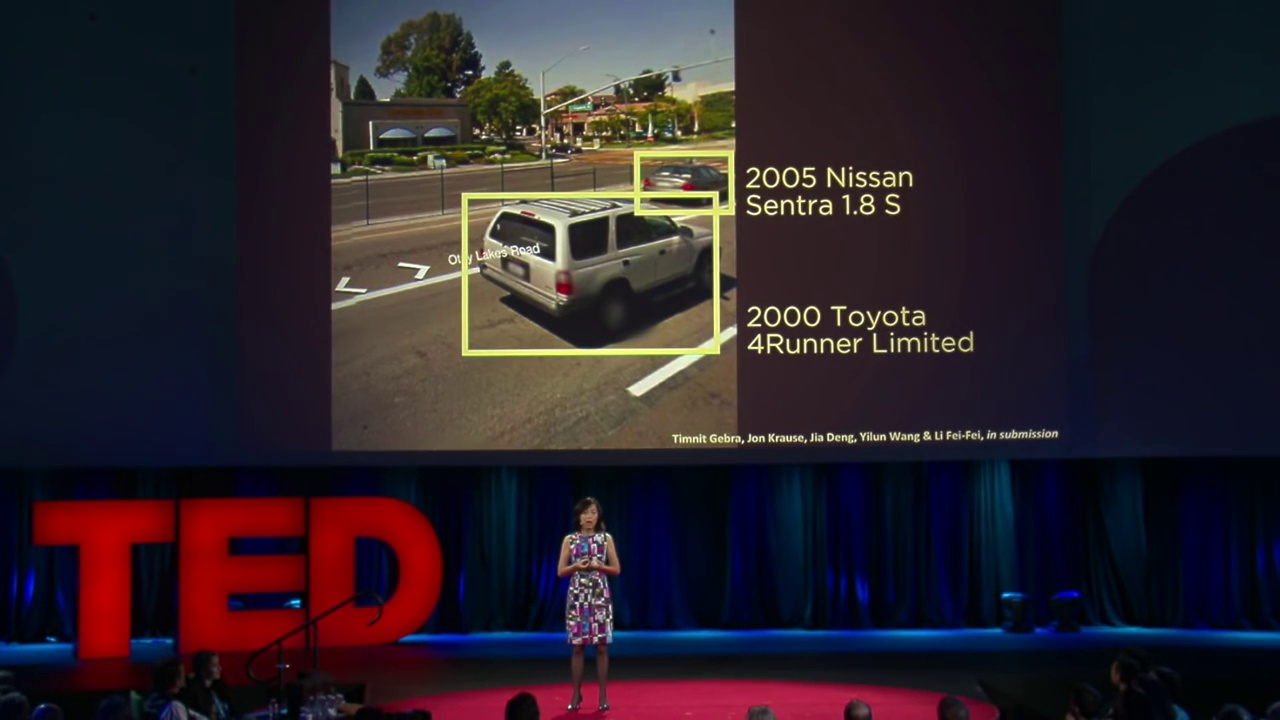 2005 Nissan
Sentra 1.8 S
Otay Lakes Road
2000 Toyota
4Runner Limited
Timnit Gebra, Jon Krause, Jia Deng, Yilun Wang & Li Fei-Fei, in submission
TED